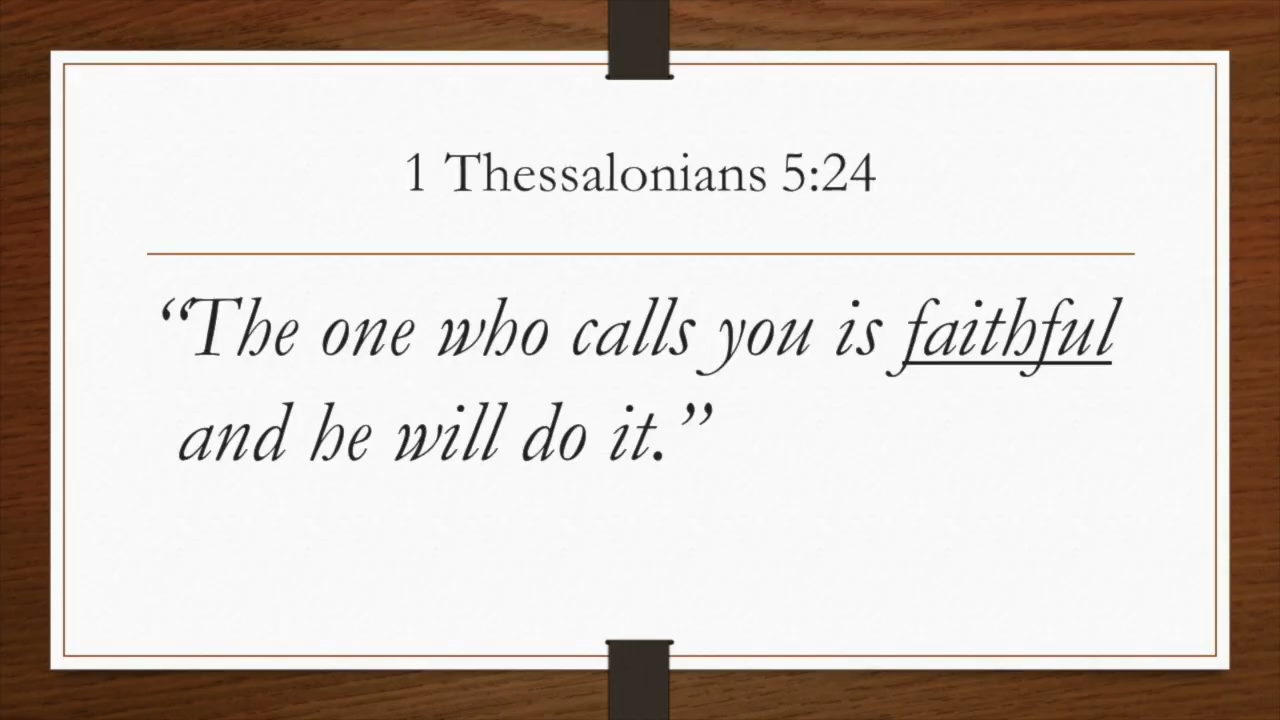 1 Thessalonians 5:24
“The one who calls you is faithful
and he will do it.”